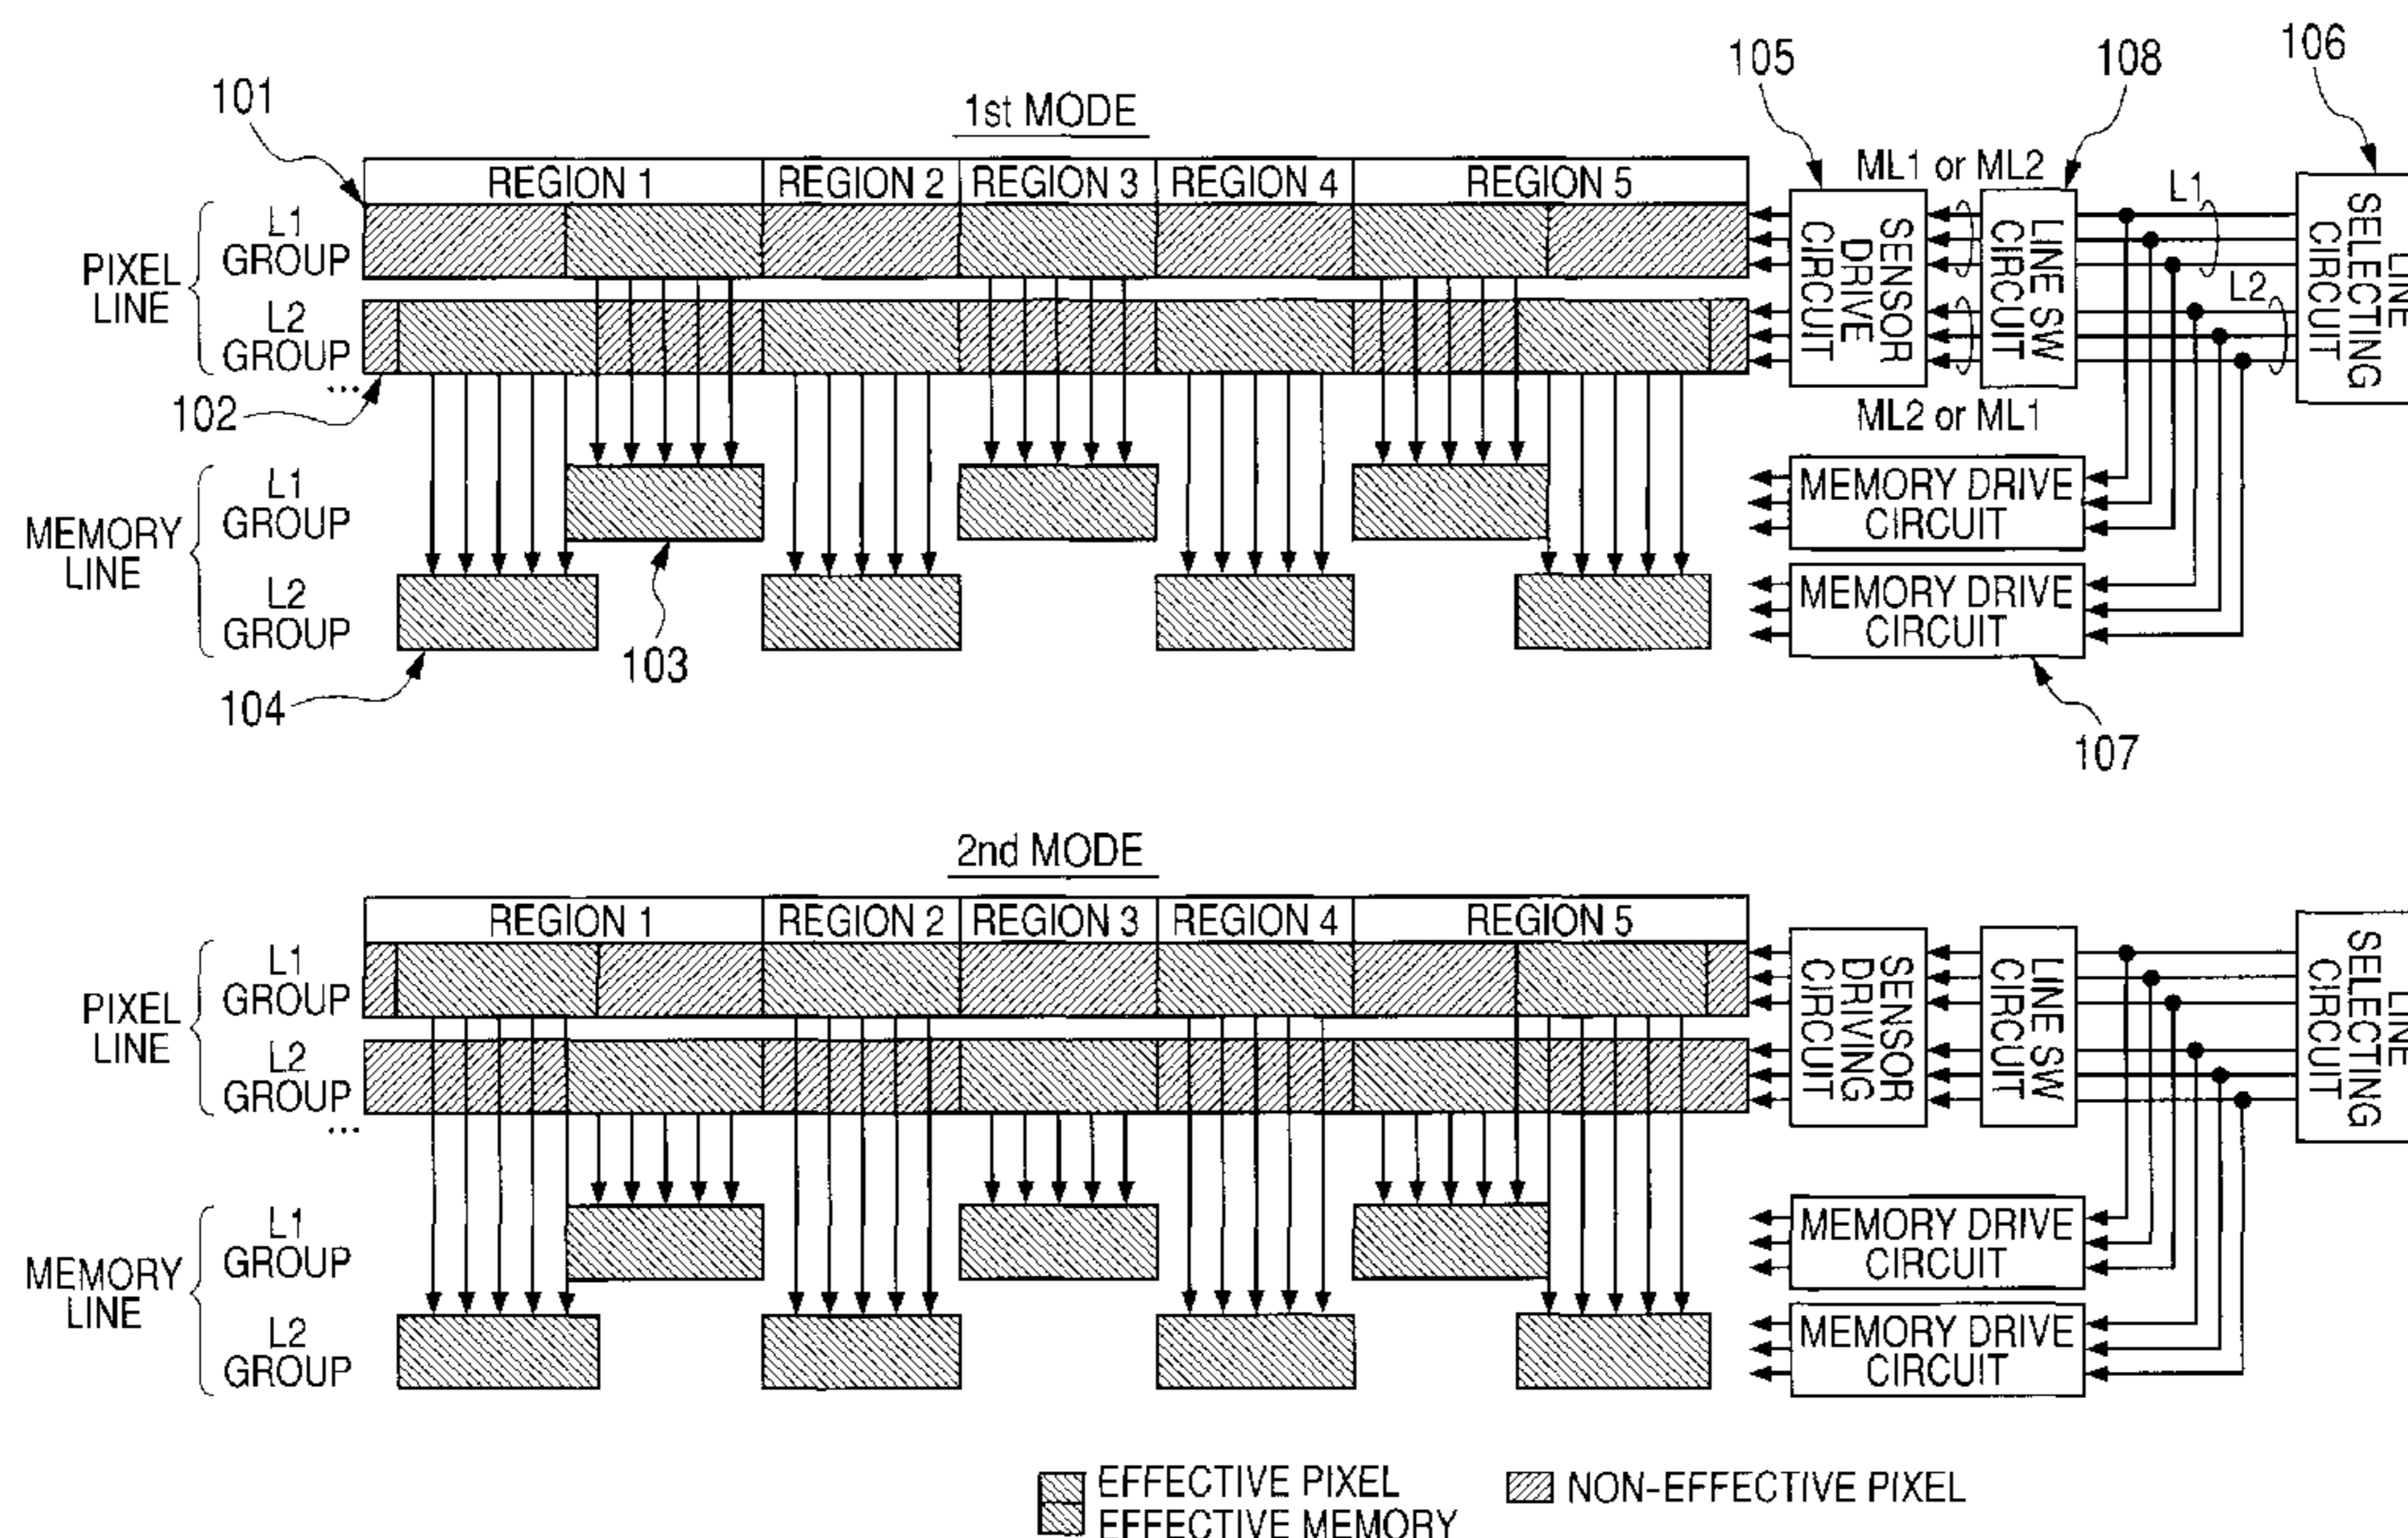 101
1st MODE
105
108
106
REGION 1 REGION 2 REGION 3 REGION 4 REGION 5
ML1 or ML2
L1
L2
PIXEL
LINE
L1
GROUP
L2
GROUP
...
102
SENSOR
DRIVE
CIRCUIT
LINE SW
CIRCUIT
LINE
SELECTING
CIRCUIT
ML2 or ML1
MEMORY
LINE
L1
GROUP
L2
GROUP
103
104
MEMORY DRIVE
CIRCUIT
MEMORY DRIVE
CIRCUIT
107
2nd MODE
REGION 1 REGION 2 REGION 3 REGION 4 REGION 5
PIXEL
LINE
L1
GROUP
L2
GROUP
...
SENSOR
DRIVING
CIRCUIT
LINE SW
CIRCUIT
LINE
SELECTING
CIRCUIT
MEMORY
LINE
L1
GROUP
L2
GROUP
MEMORY DRIVE
CIRCUIT
MEMORY DRIVE
CIRCUIT
EFFECTIVE PIXEL
EFFECTIVE MEMORY
NON-EFFECTIVE PIXEL